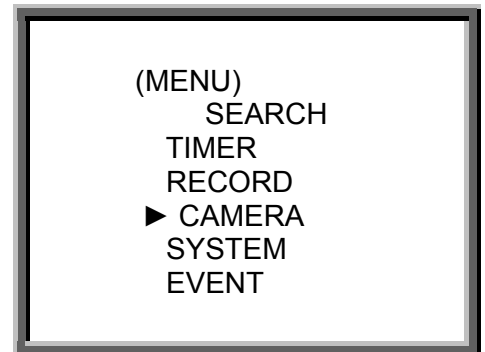 (MENU)
SEARCH
TIMER
RECORD
► CAMERA
SYSTEM
EVENT